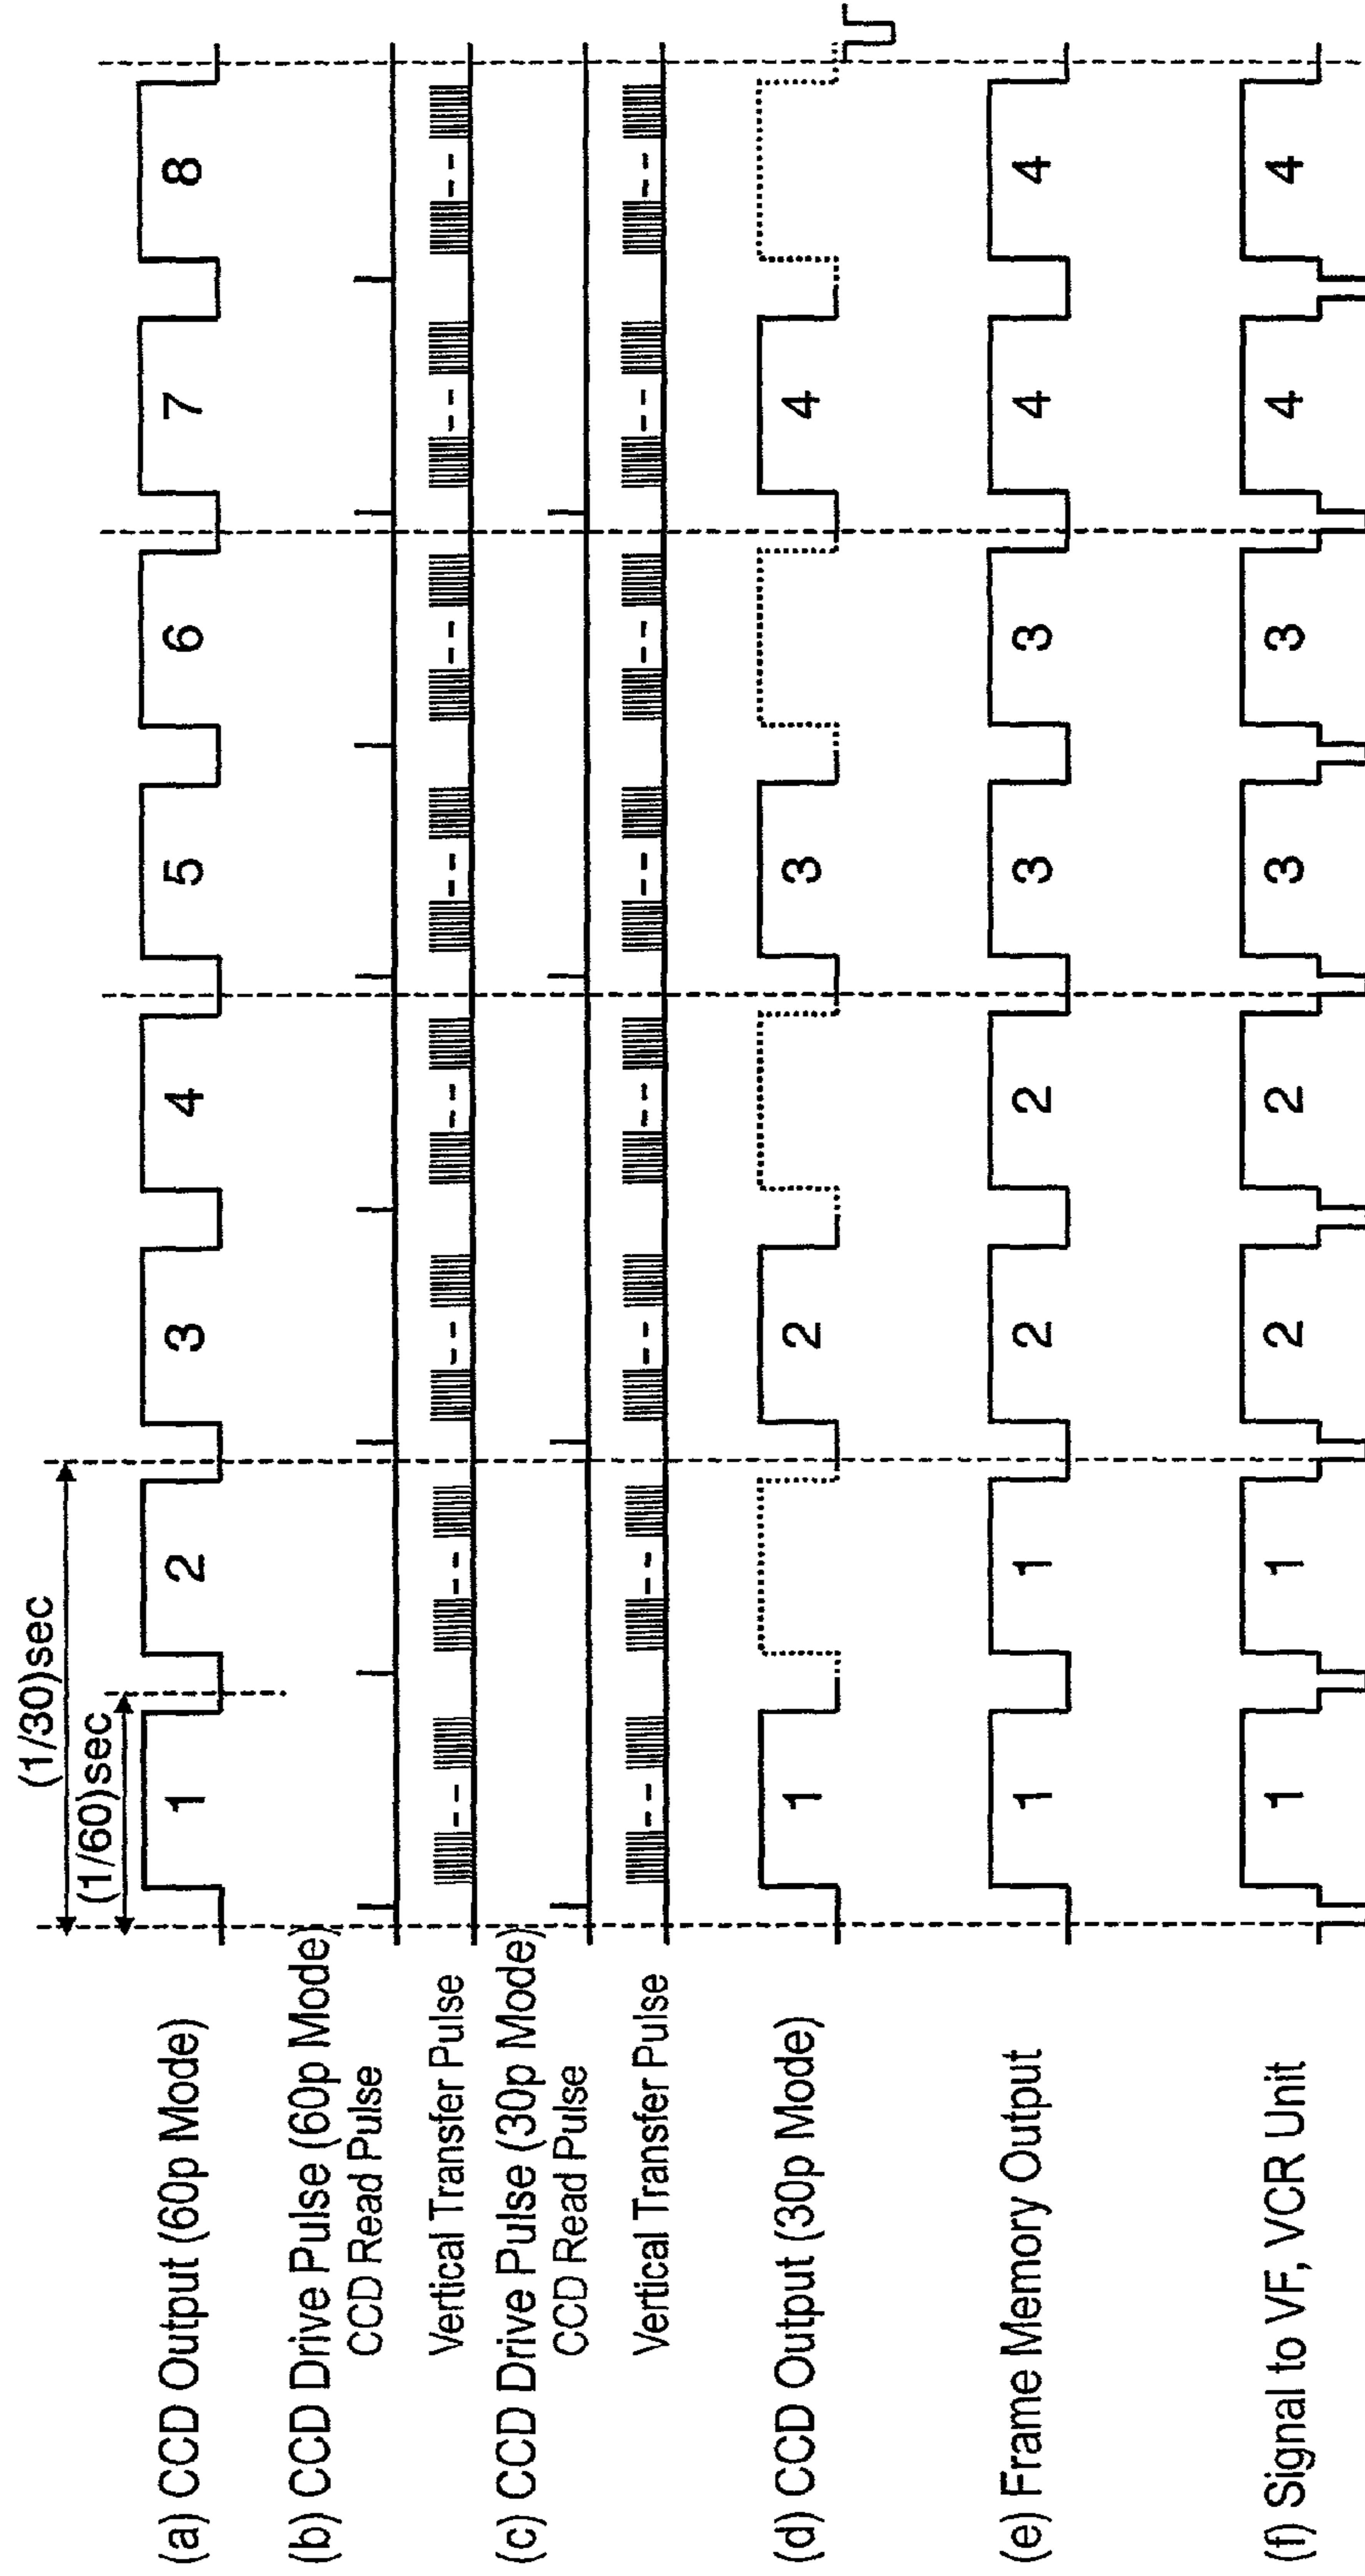 (1/30)sec
(1/60)sec
(a) CCD Output (60p Mode)
1 2 3 4 5 6 7 8
(b) CCD Drive Pulse (60p Mode)
CCD Read Pulse
Vertical Transfer Pulse
(c) CCD Drive Pulse (30p Mode)
CCD Read Pulse
Vertical Transfer Pulse
(d) CCD Output (30p Mode)
1 2 3 4
(e) Frame Memory Output
1 1 2 2 3 3 4 4
(f) Signal to VF, VCR Unit
1 1 2 2 3 3 4 4